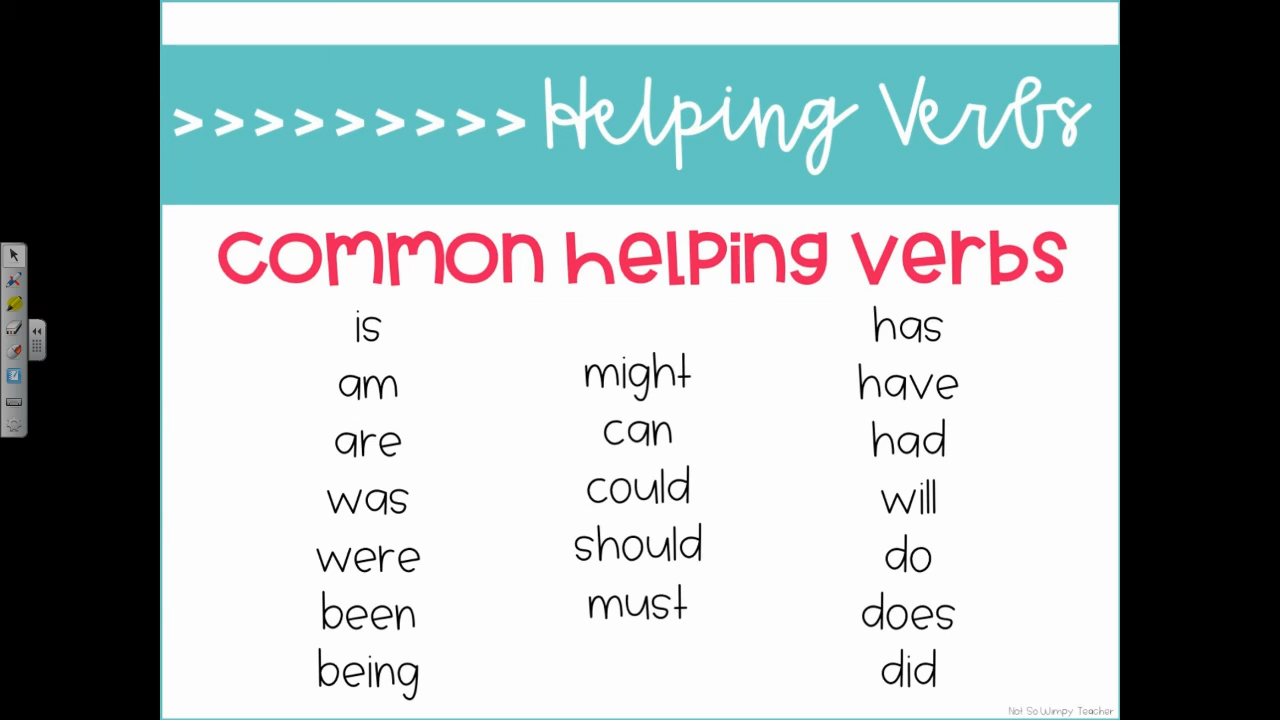 >>>>>>>>> Helping Verbs
common helping verbs
is
am
are
was
were
been
being
might
can
could
should
must
has
have
had
will
do
does
did
Not So Wimpy Teacher